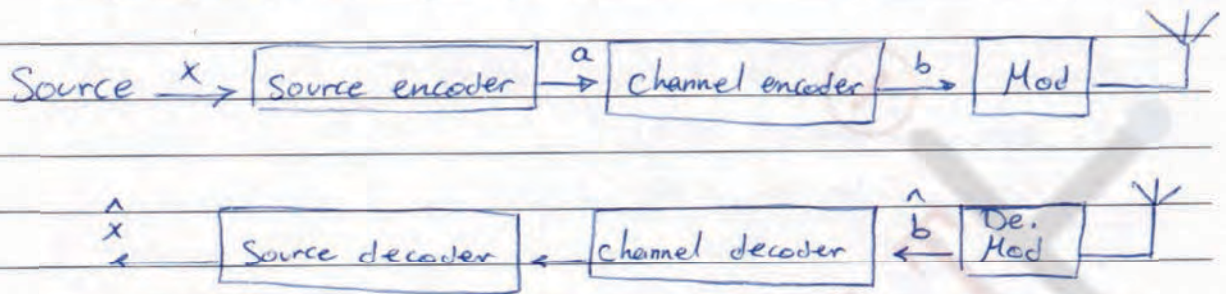 Source x Source encoder a Channel encoder b Mod
x̂ Source decoder Channel decoder b̂ De. Mod